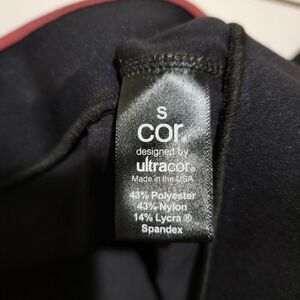 S
cor.
designed by
ultracor®
Made in the USA
43% Polyester
43% Nylon
14% Lycra ®
Spandex